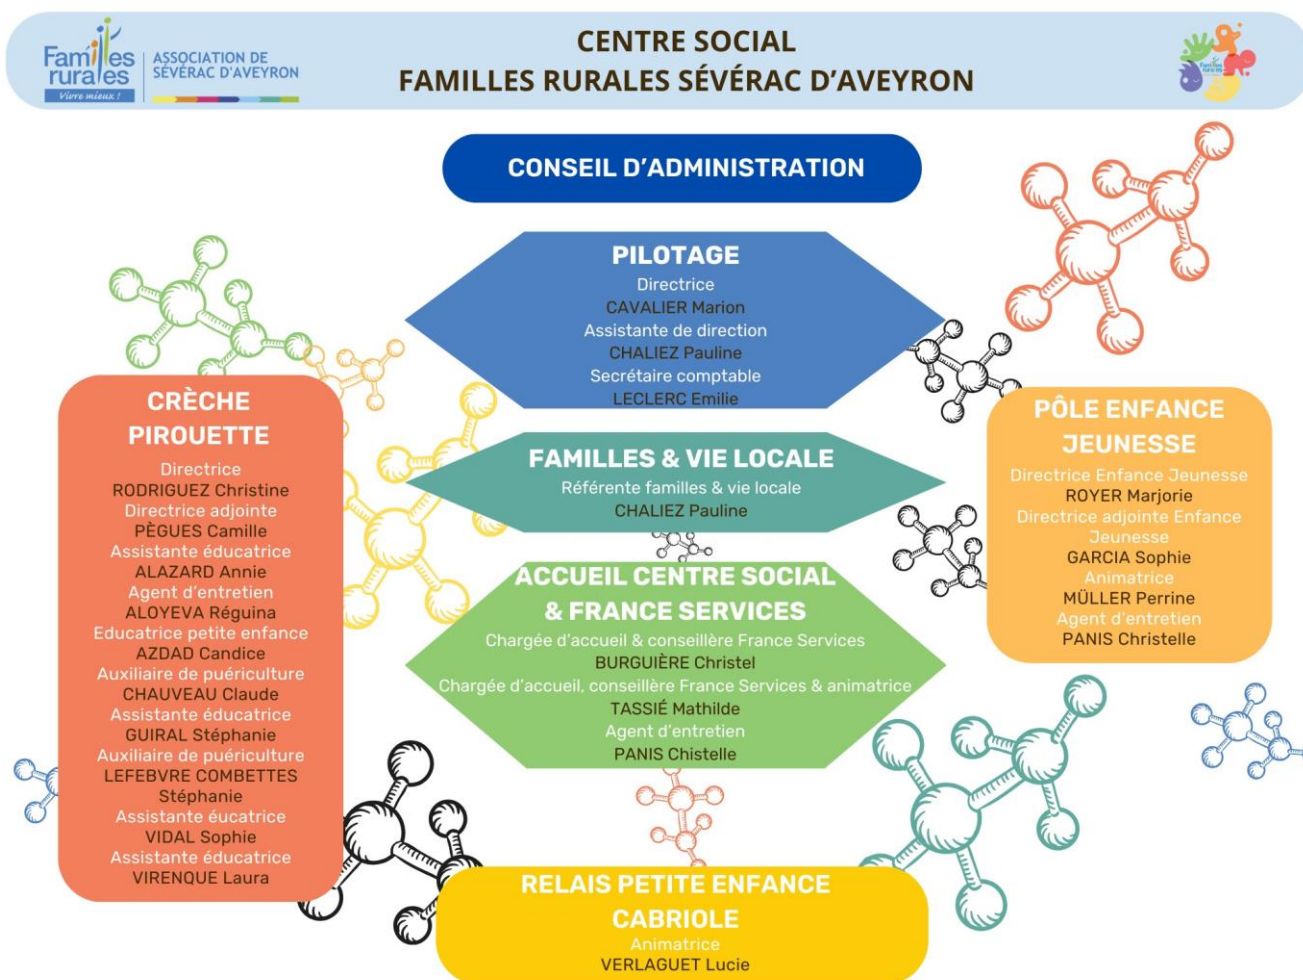 Familles
rurales
Vivre mieux !
ASSOCIATION DE
SÉVÉRAC D'AVEYRON
CENTRE SOCIAL
FAMILLES RURALES SÉVÉRAC D'AVEYRON
Familles
rurales
CONSEIL D'ADMINISTRATION
PILOTAGE
Directrice
CAVALIER Marion
Assistante de direction
CHALIEZ Pauline
Secrétaire comptable
LECLERC Emilie
CRÈCHE
PIROUETTE
Directrice
RODRIGUEZ Christine
Directrice adjointe
PÈGUES Camille
Assistante éducatrice
ALAZARD Annie
Agent d'entretien
ALOYEVA Réguina
Educatrice petite enfance
AZDAD Candice
Auxiliaire de puériculture
CHAUVEAU Claude
Assistante éducatrice
GUIRAL Stéphanie
Auxiliaire de puériculture
LEFEBVRE COMBETTES
Stéphanie
Assistante éucatrice
VIDAL Sophie
Assistante éducatrice
VIRENQUE Laura
FAMILLES & VIE LOCALE
Référente familles & vie locale
CHALIEZ Pauline
ACCUEIL CENTRE SOCIAL
& FRANCE SERVICES
Chargée d'accueil & conseillère France Services
BURGUIÈRE Christel
Chargée d'accueil, conseillère France Services & animatrice
TASSIÉ Mathilde
Agent d'entretien
PANIS Chistelle
PÔLE ENFANCE
JEUNESSE
Directrice Enfance Jeunesse
ROYER Marjorie
Directrice adjointe Enfance
Jeunesse
GARCIA Sophie
Animatrice
MÜLLER Perrine
Agent d'entretien
PANIS Christelle
RELAIS PETITE ENFANCE
CABRIOLE
Animatrice
VERLAGUET Lucie